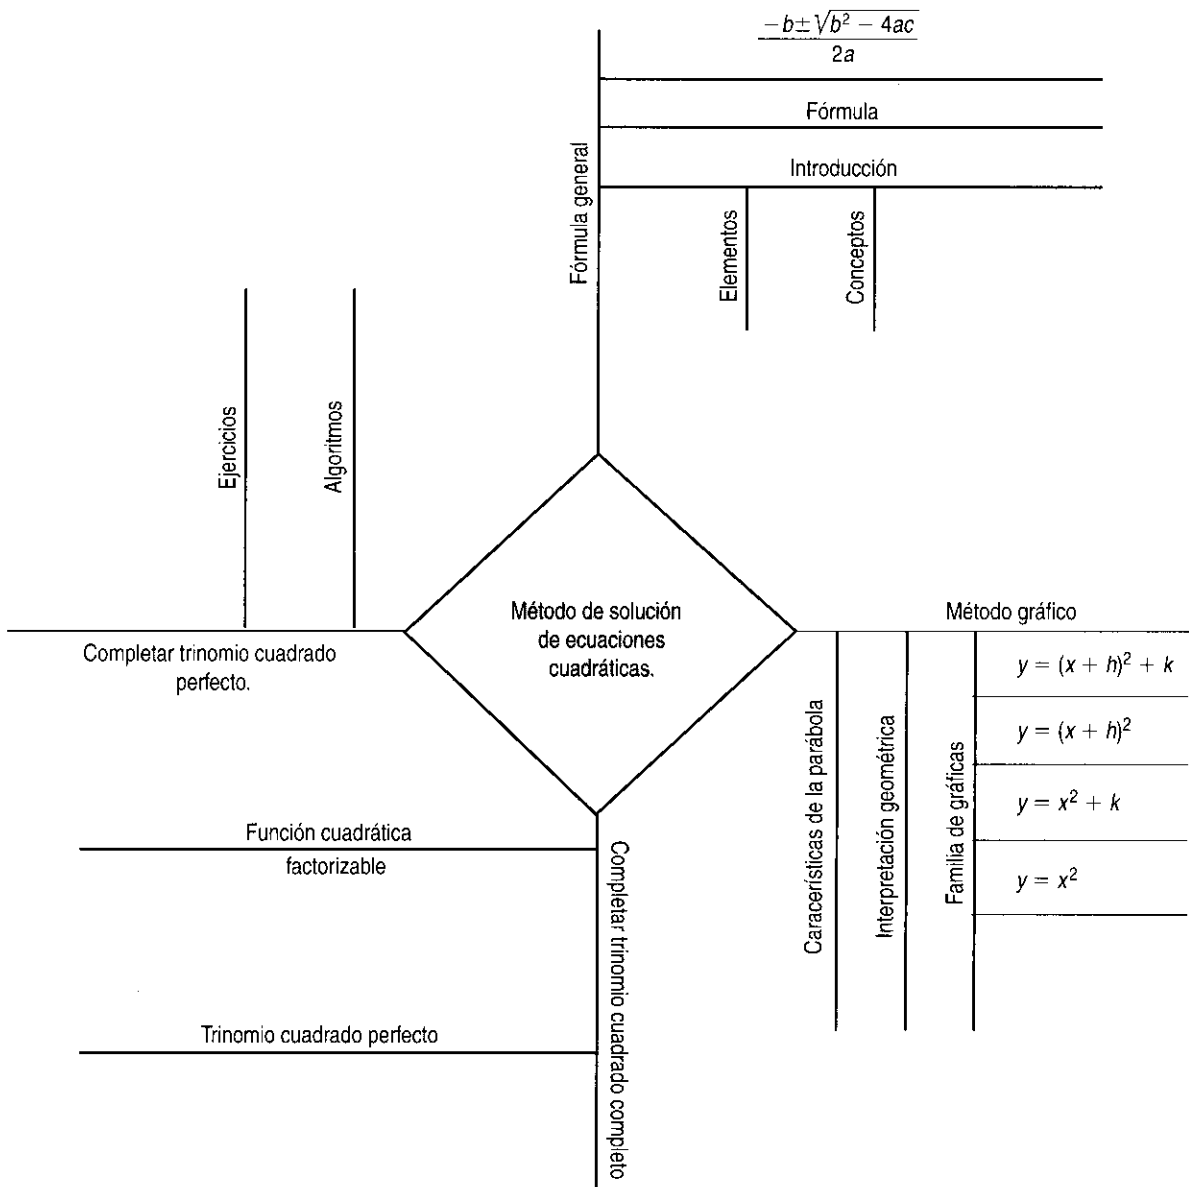 −b±√b² − 4ac
2a
Fórmula
Introducción
Fórmula general
Elementos
Conceptos
Ejercicios
Algoritmos
Método de solución
de ecuaciones
cuadráticas.
Completar trinomio cuadrado
perfecto.
Método gráfico
y = (x + h)² + k
y = (x + h)²
y = x² + k
y = x²
Caracerísticas de la parábola
Interpretación geométrica
Familia de gráficas
Función cuadrática
factorizable
Trinomio cuadrado perfecto
Completar trinomio cuadrado completo